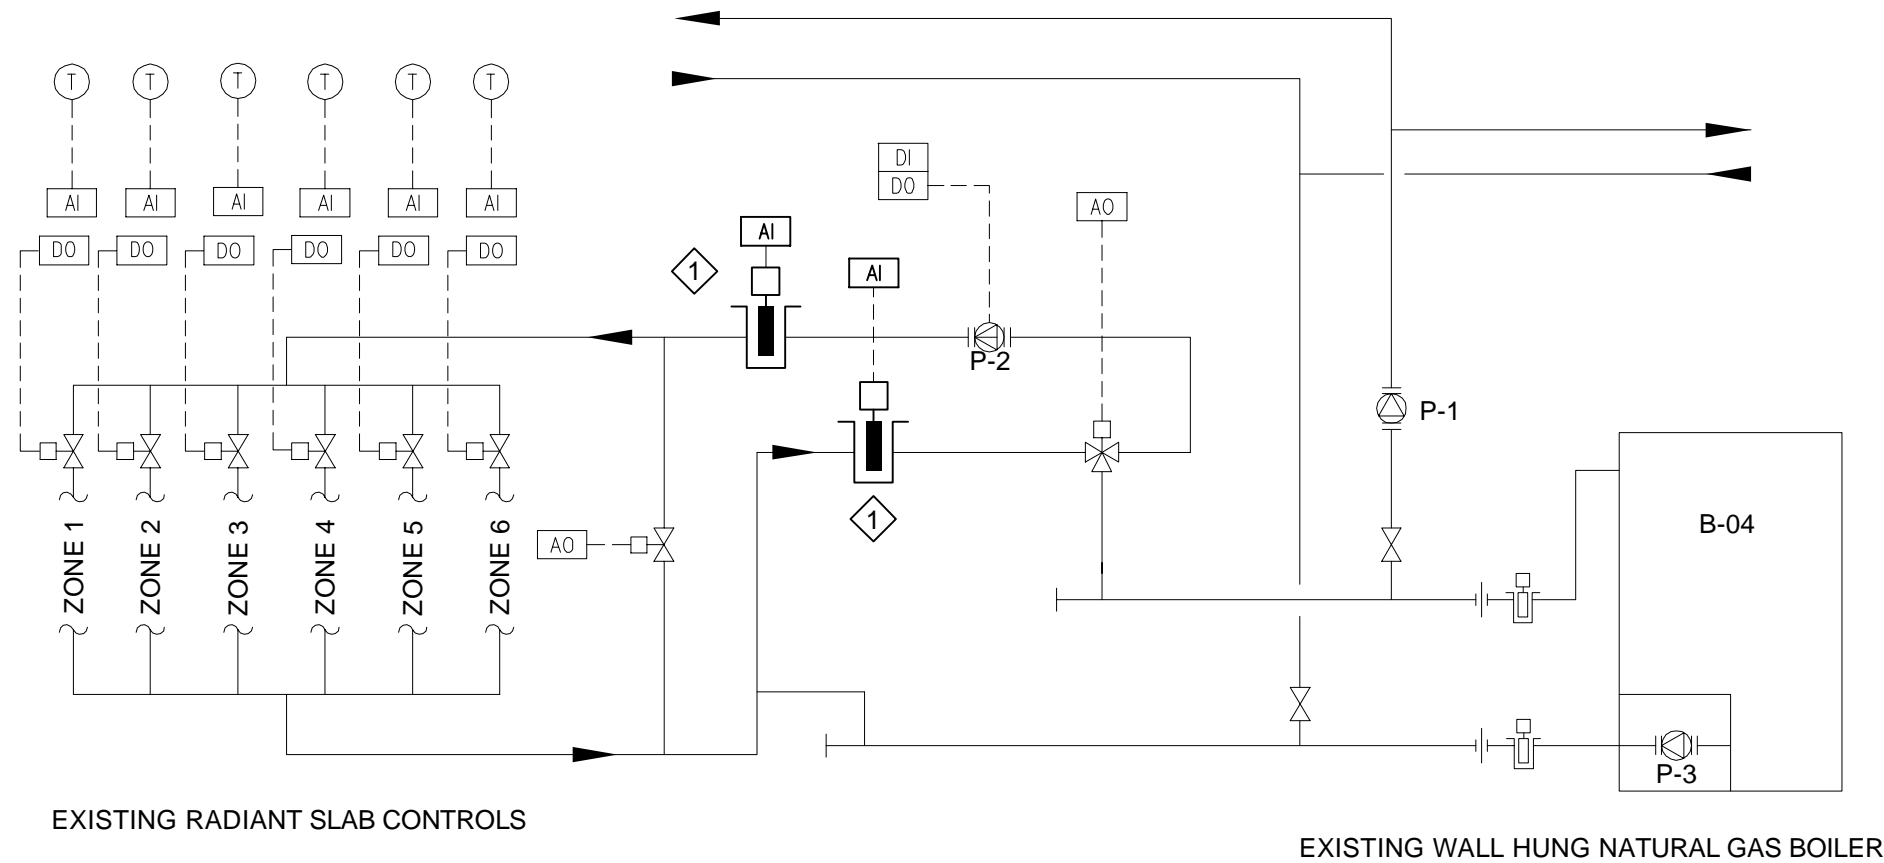 T T T T T T
DI
AI AI AI AI AI AI DO AO
AI
DO DO DO DO DO DO
1 AI
P-2
P-1
1
ZONE 1 ZONE 2 ZONE 3 ZONE 4 ZONE 5 ZONE 6 AO B-04
P-3
EXISTING RADIANT SLAB CONTROLS
EXISTING WALL HUNG NATURAL GAS BOILER